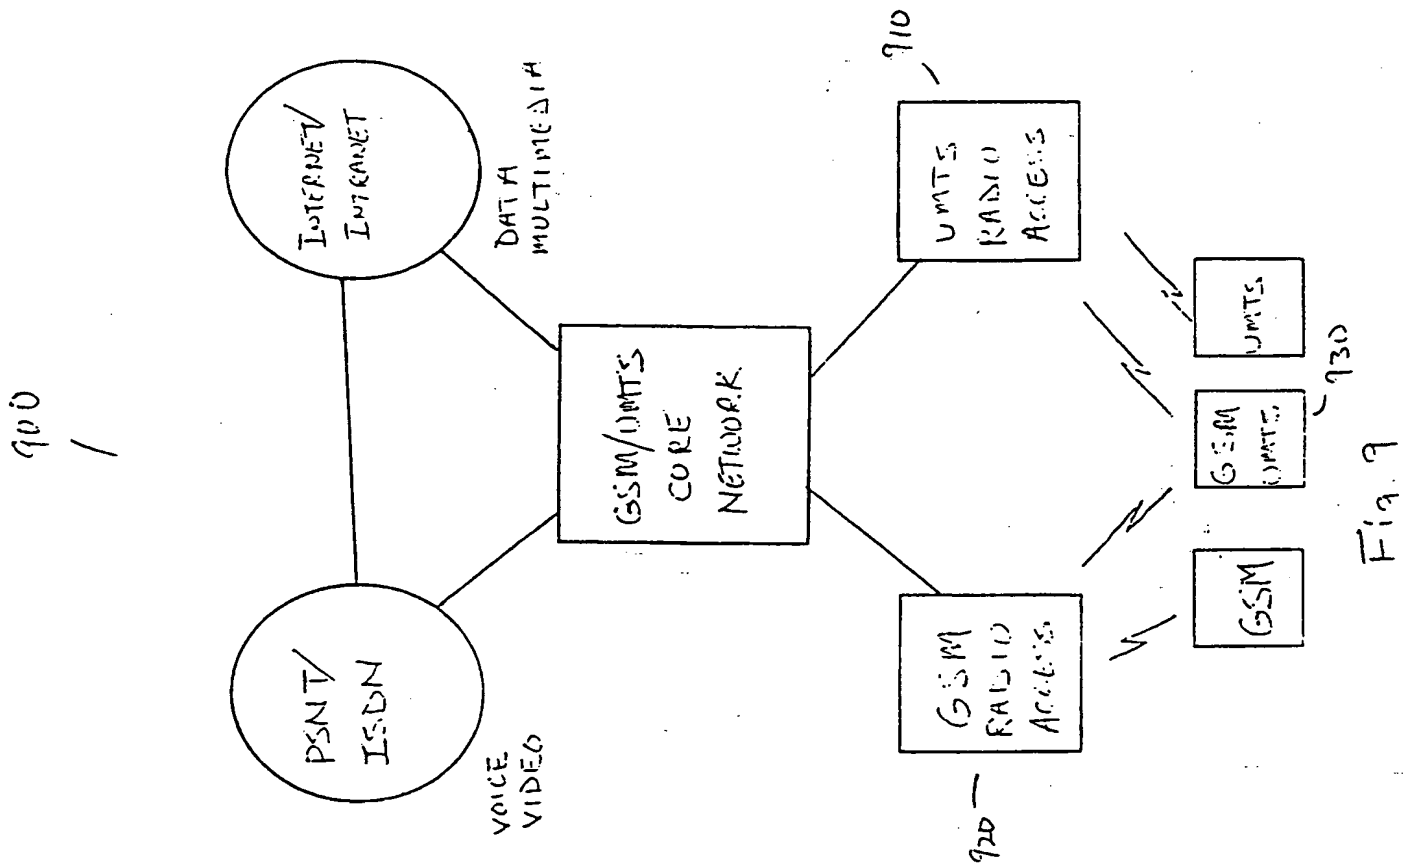 900
PSNT/
ISDN
VOICE
VIDEO
INTERNET/
INTRANET
DATA
MULTIMEDIA
GSM/UMTS
CORE
NETWORK
920
GSM
RADIO
ACCESS
UMTS
RADIO
ACCESS
910
GSM
GSM
UMTS
930
UMTS
Fig. 9